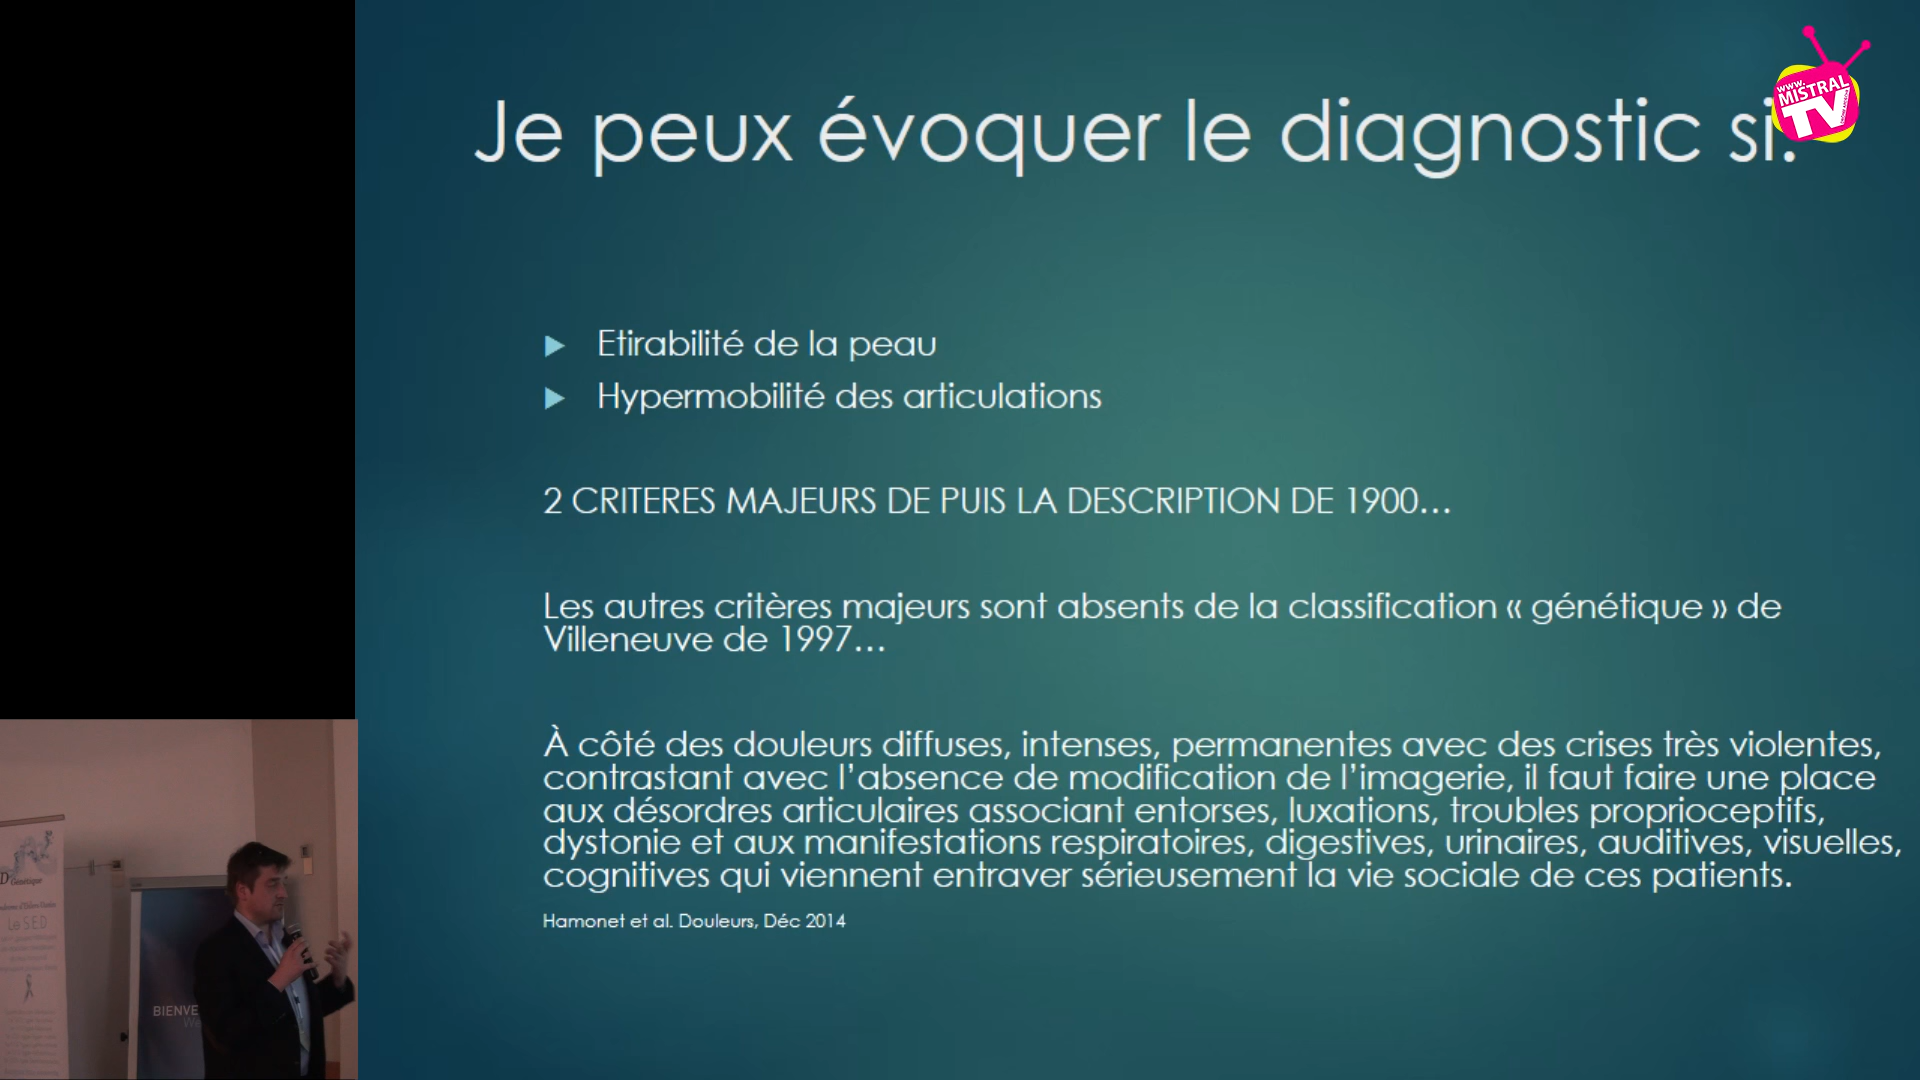 Je peux évoquer le diagnostic si.
www.
MISTRAL
TV
Etirabilité de la peau
Hypermobilité des articulations
2 CRITERES MAJEURS DE PUIS LA DESCRIPTION DE 1900…
Les autres critères majeurs sont absents de la classification « génétique » de
Villeneuve de 1997…
À côté des douleurs diffuses, intenses, permanentes avec des crises très violentes,
contrastant avec l’absence de modification de l’imagerie, il faut faire une place
aux désordres articulaires associant entorses, luxations, troubles proprioceptifs,
dystonie et aux manifestations respiratoires, digestives, urinaires, auditives, visuelles,
cognitives qui viennent entraver sérieusement la vie sociale de ces patients.
Hamonet et al. Douleurs, Déc 2014
Génétique
Le SED
BIENVE
We